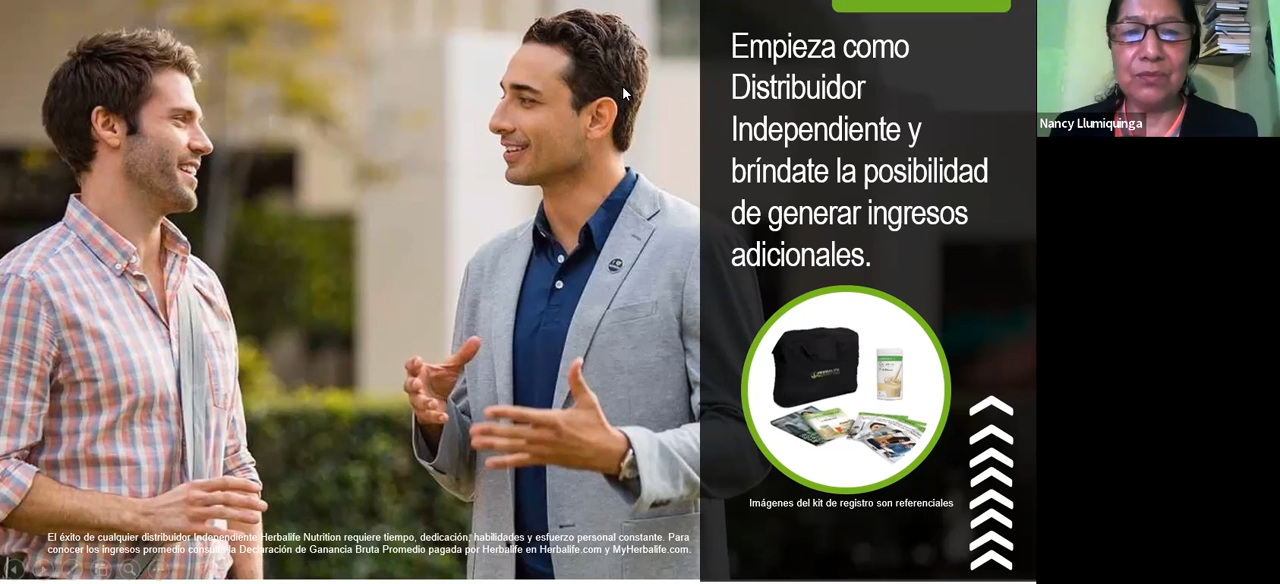 Empieza como
Distribuidor
Independiente y
bríndate la posibilidad
de generar ingresos
adicionales.
Imágenes del kit de registro son referenciales
El éxito de cualquier distribuidor Independiente Herbalife Nutrition requiere tiempo, dedicación, habilidades y esfuerzo personal constante. Para
conocer los ingresos promedio consulte la Declaración de Ganancia Bruta Promedio pagada por Herbalife en Herbalife.com y MyHerbalife.com.
Nancy Llumiquinga